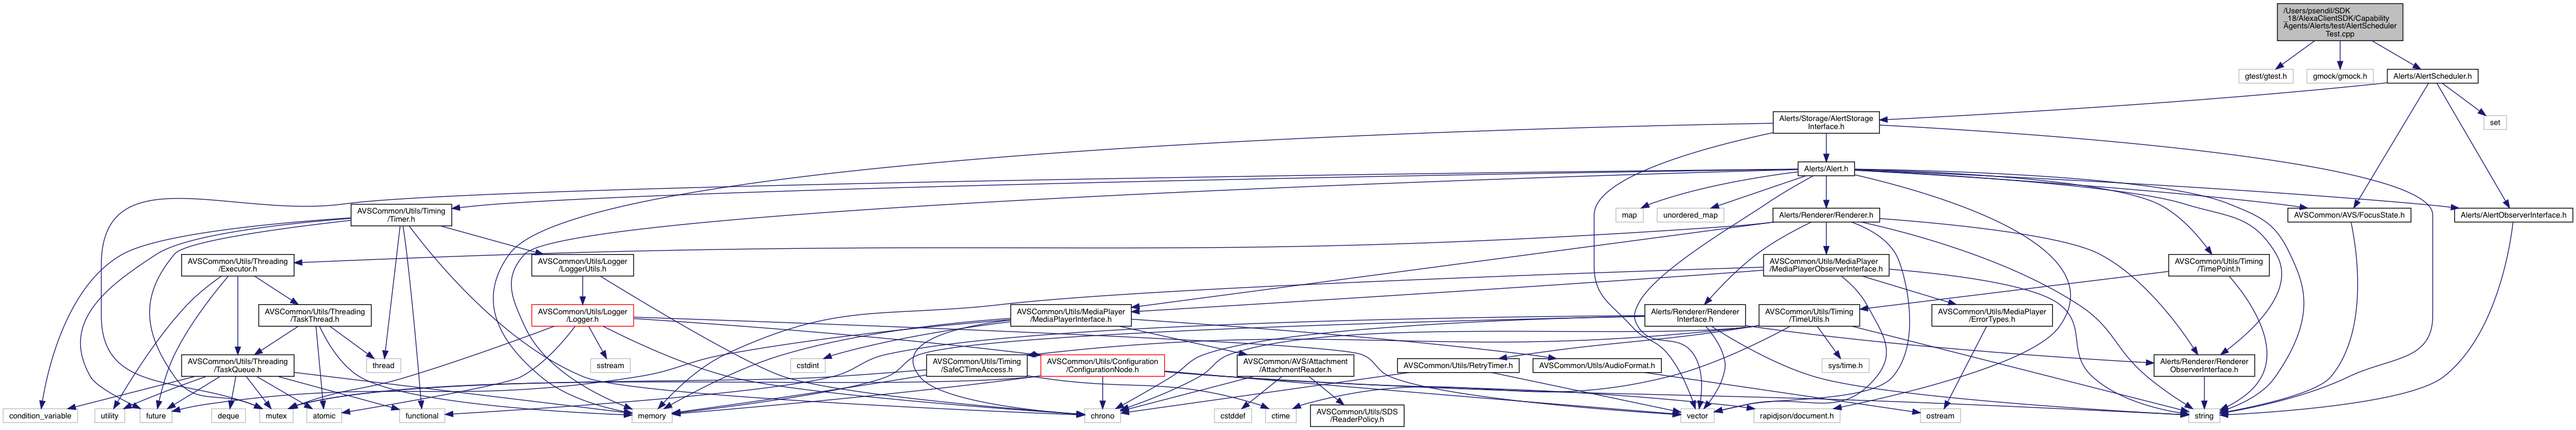 /Users/psendil/SDK
_18/AlexaClientSDK/Capability
Agents/Alerts/test/AlertScheduler
Test.cpp
gtest/gtest.h
gmock/gmock.h
Alerts/AlertScheduler.h
Alerts/Storage/AlertStorage
Interface.h
set
Alerts/Alert.h
AVSCommon/Utils/Timing
/Timer.h
map
unordered_map
Alerts/Renderer/Renderer.h
AVSCommon/AVS/FocusState.h
Alerts/AlertObserverInterface.h
AVSCommon/Utils/Threading
/Executor.h
AVSCommon/Utils/Logger
/LoggerUtils.h
AVSCommon/Utils/MediaPlayer
/MediaPlayerObserverInterface.h
AVSCommon/Utils/Timing
/TimePoint.h
AVSCommon/Utils/Threading
/TaskThread.h
AVSCommon/Utils/Logger
/Logger.h
AVSCommon/Utils/MediaPlayer
/MediaPlayerInterface.h
Alerts/Renderer/Renderer
Interface.h
AVSCommon/Utils/Timing
/TimeUtils.h
AVSCommon/Utils/MediaPlayer
/ErrorTypes.h
AVSCommon/Utils/Threading
/TaskQueue.h
thread
sstream
cstdint
AVSCommon/Utils/Timing
/SafeCTimeAccess.h
AVSCommon/Utils/Configuration
/ConfigurationNode.h
AVSCommon/AVS/Attachment
/AttachmentReader.h
AVSCommon/Utils/RetryTimer.h
AVSCommon/Utils/AudioFormat.h
sys/time.h
Alerts/Renderer/Renderer
ObserverInterface.h
condition_variable
utility
future
deque
mutex
atomic
functional
memory
chrono
cstddef
ctime
AVSCommon/Utils/SDS
/ReaderPolicy.h
vector
rapidjson/document.h
ostream
string